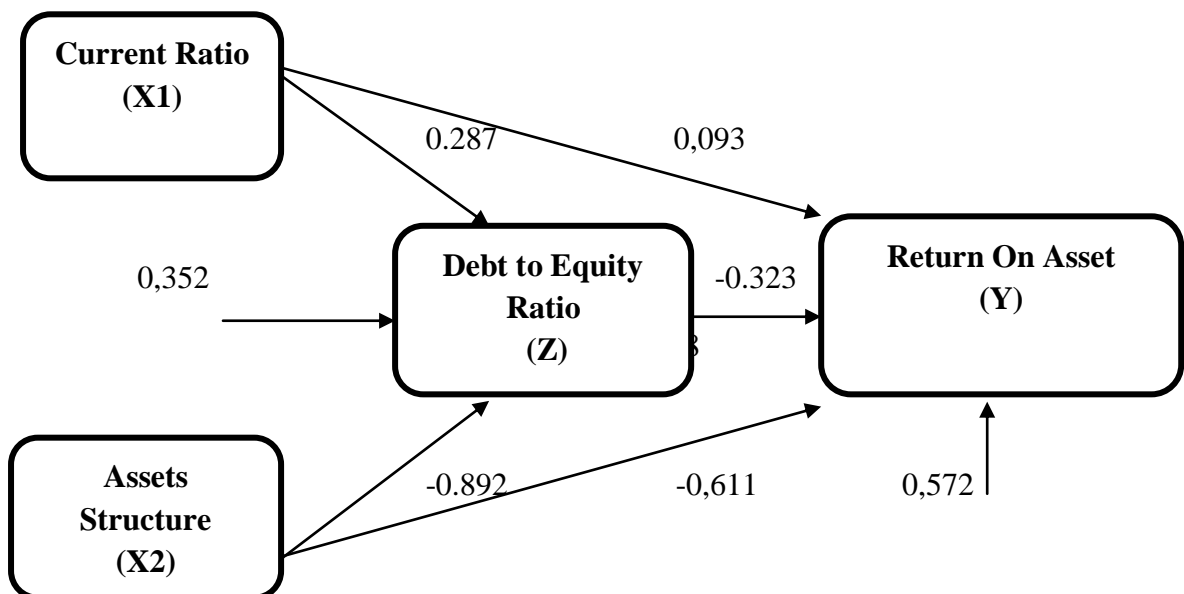 Current Ratio
(X1)
0.287
0,093
0,352
Debt to Equity
Ratio
(Z)
-0.323
Return On Asset
(Y)
Assets
Structure
(X2)
-0.892
-0,611
0,572